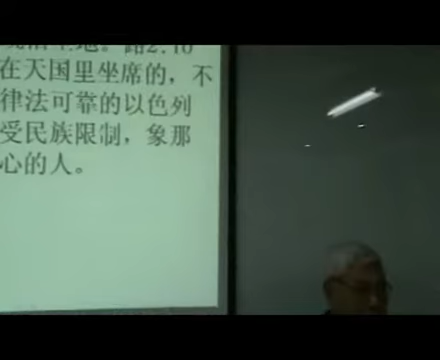 路2:10
在天国里坐席的，不
律法可靠的以色列
受民族限制，象那
心的人。